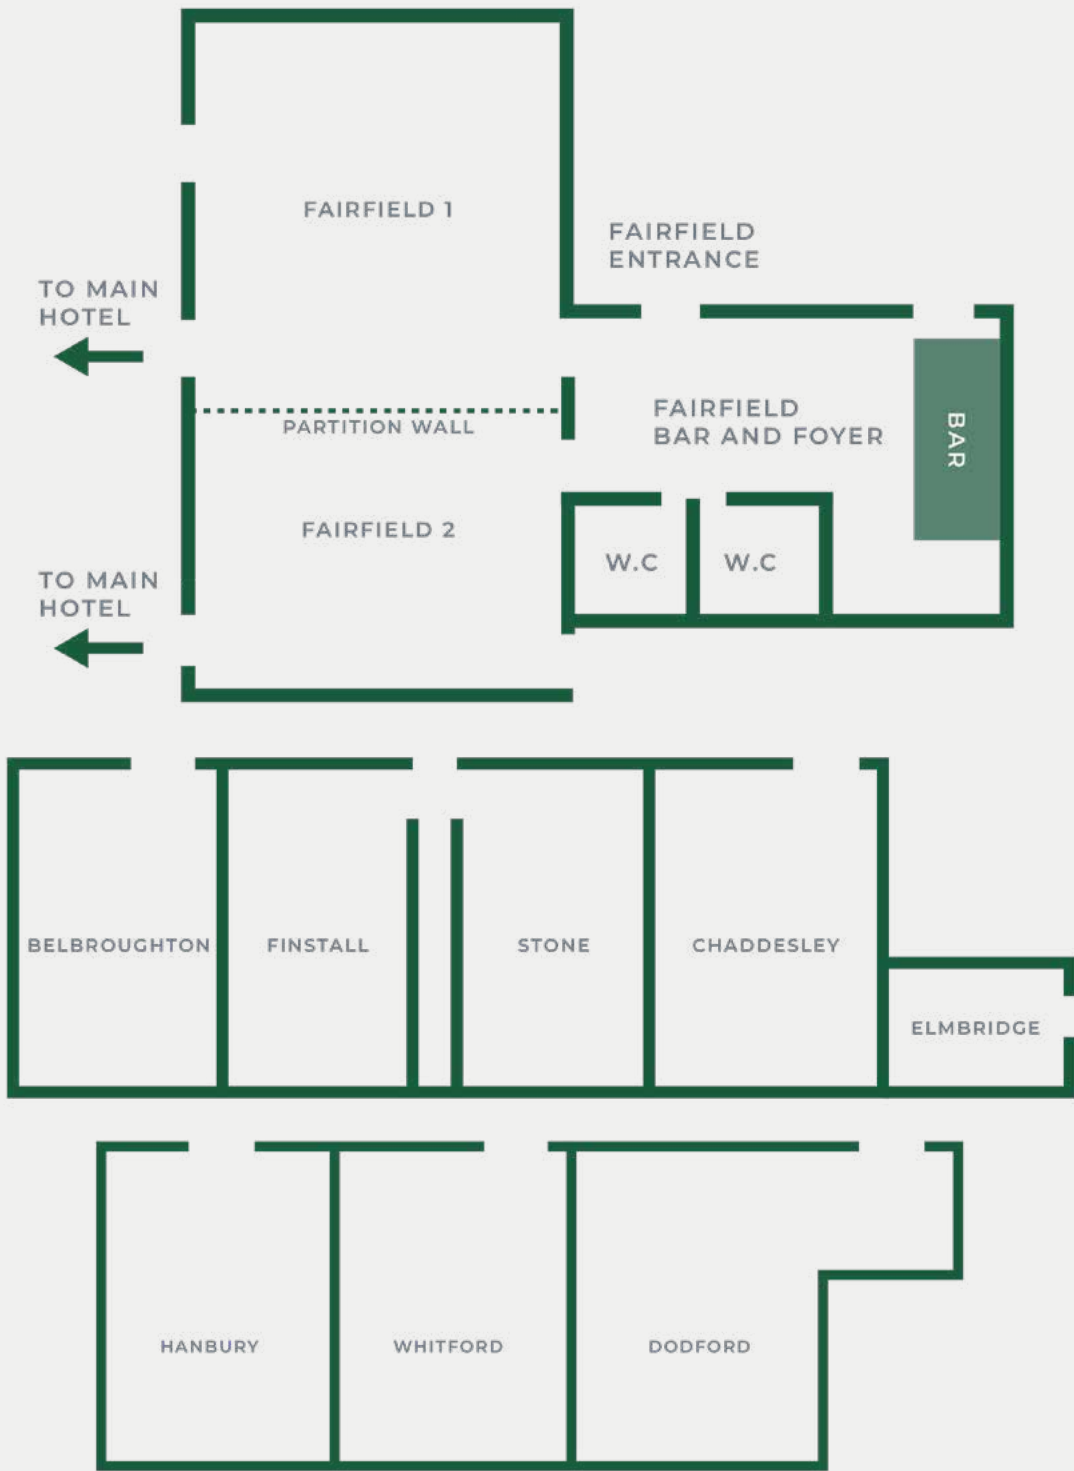 FAIRFIELD 1
FAIRFIELD
ENTRANCE
TO MAIN
HOTEL
FAIRFIELD
BAR AND FOYER
BAR
PARTITION WALL
FAIRFIELD 2
W.C
W.C
TO MAIN
HOTEL
BELBROUGHTON
FINSTALL
STONE
CHADDESLEY
ELMBRIDGE
HANBURY
WHITFORD
DODFORD